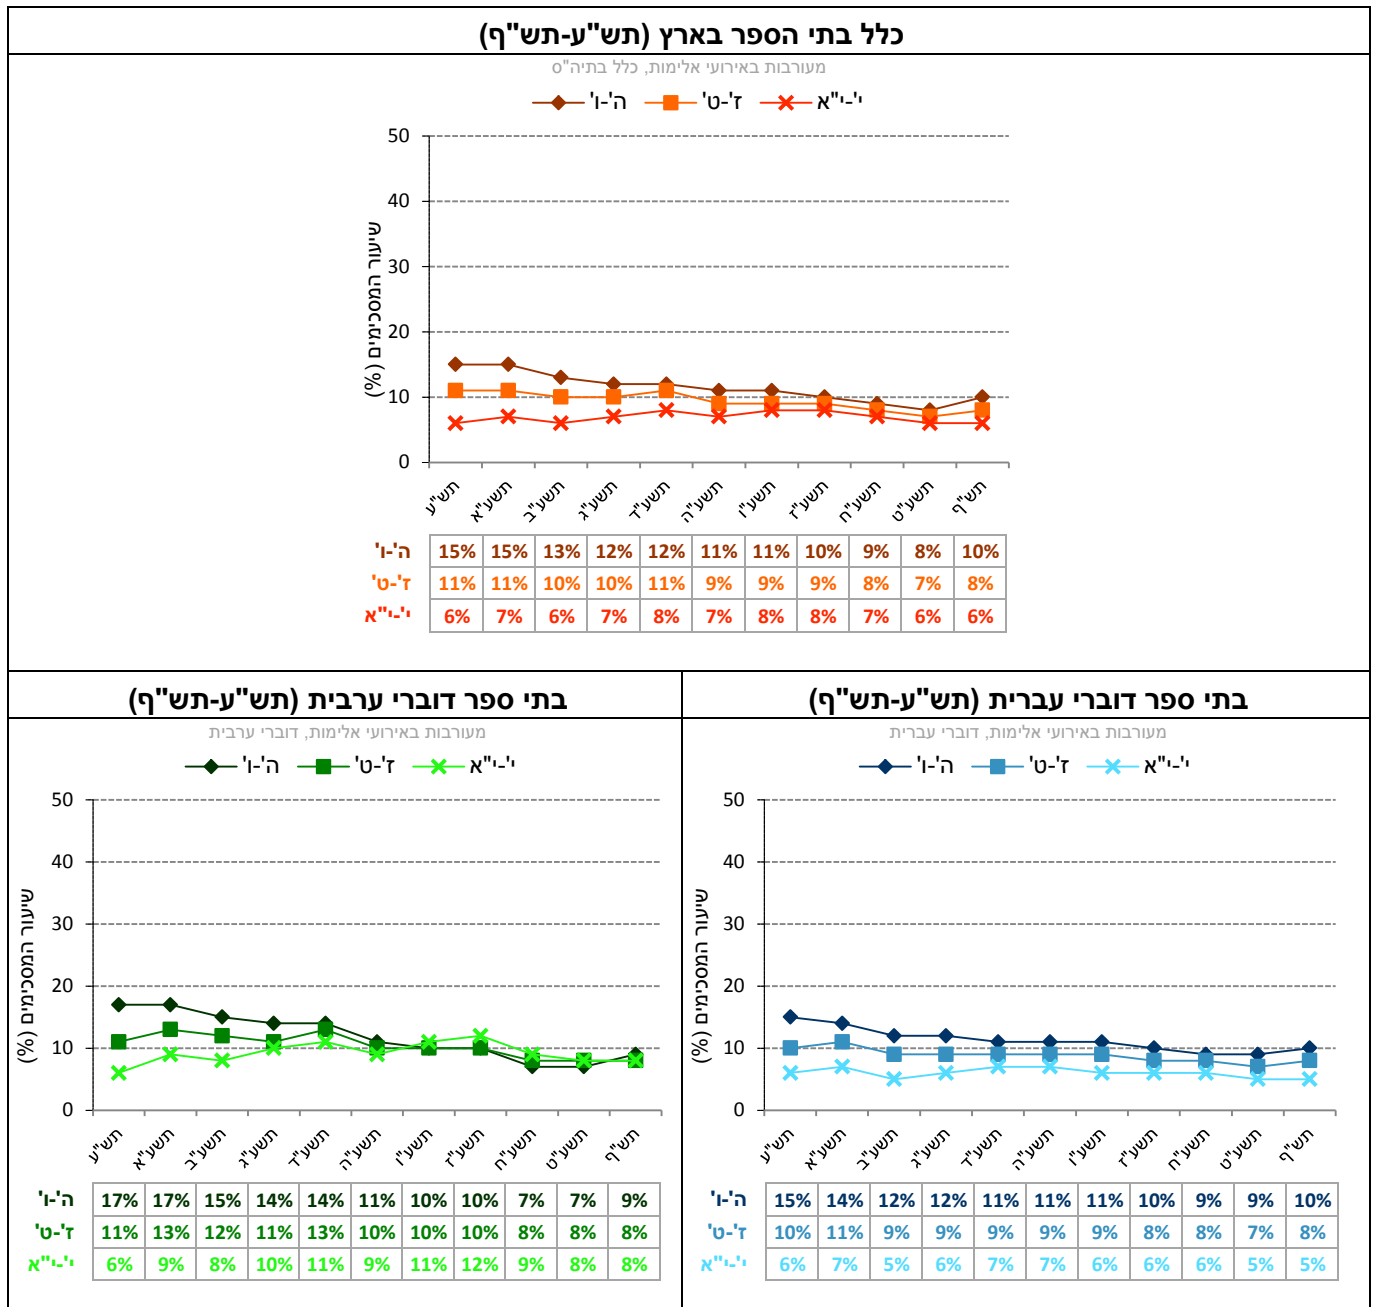 כלל בתי הספר בארץ (תש"ע-תש"ף)
מעורבות באירועי אלימות, כלל בתיה"ס
ה'-ו' ז'-ט' י'-י"א
שיעור המסכימים (%)
50
40
30
20
10
0
תש"ע תשע"א תשע"ב תשע"ג תשע"ד תשע"ה תשע"ו תשע"ז תשע"ח תשע"ט תש"ף
ה'-ו' 15% 15% 13% 12% 12% 11% 11% 10% 9% 8% 10%
ז'-ט' 11% 11% 10% 10% 11% 9% 9% 9% 8% 7% 8%
י'-י"א 6% 7% 6% 7% 8% 7% 8% 8% 7% 6% 6%
בתי ספר דוברי עברית (תש"ע-תש"ף)
מעורבות באירועי אלימות, דוברי עברית
ה'-ו' ז'-ט' י'-י"א
שיעור המסכימים (%)
50
40
30
20
10
0
תש"ע תשע"א תשע"ב תשע"ג תשע"ד תשע"ה תשע"ו תשע"ז תשע"ח תשע"ט תש"ף
ה'-ו' 15% 14% 12% 12% 11% 11% 11% 10% 9% 9% 10%
ז'-ט' 10% 11% 9% 9% 9% 9% 9% 8% 8% 7% 8%
י'-י"א 6% 7% 5% 6% 7% 7% 6% 6% 6% 5% 5%
בתי ספר דוברי ערבית (תש"ע-תש"ף)
מעורבות באירועי אלימות, דוברי ערבית
ה'-ו' ז'-ט' י'-י"א
שיעור המסכימים (%)
50
40
30
20
10
0
תש"ע תשע"א תשע"ב תשע"ג תשע"ד תשע"ה תשע"ו תשע"ז תשע"ח תשע"ט תש"ף
ה'-ו' 17% 17% 15% 14% 14% 11% 10% 10% 7% 7% 9%
ז'-ט' 11% 13% 12% 11% 13% 10% 10% 10% 8% 8% 8%
י'-י"א 6% 9% 8% 10% 11% 9% 11% 12% 9% 8% 8%